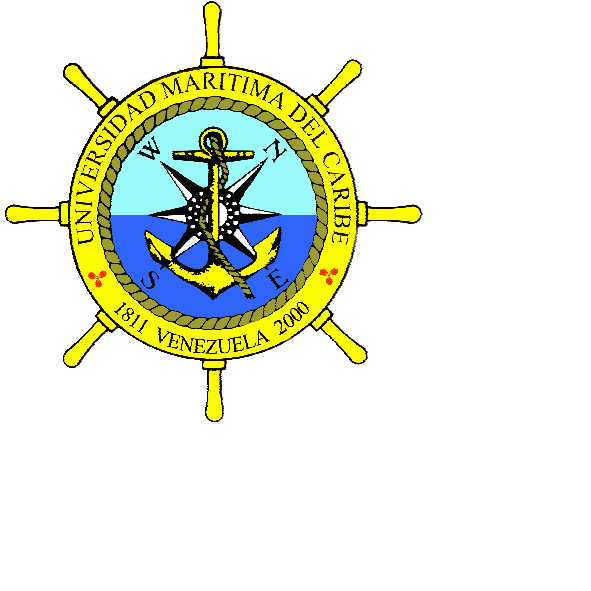 UNIVERSIDAD MARITIMA DEL CARIBE
W N
S E
1811 VENEZUELA 2000